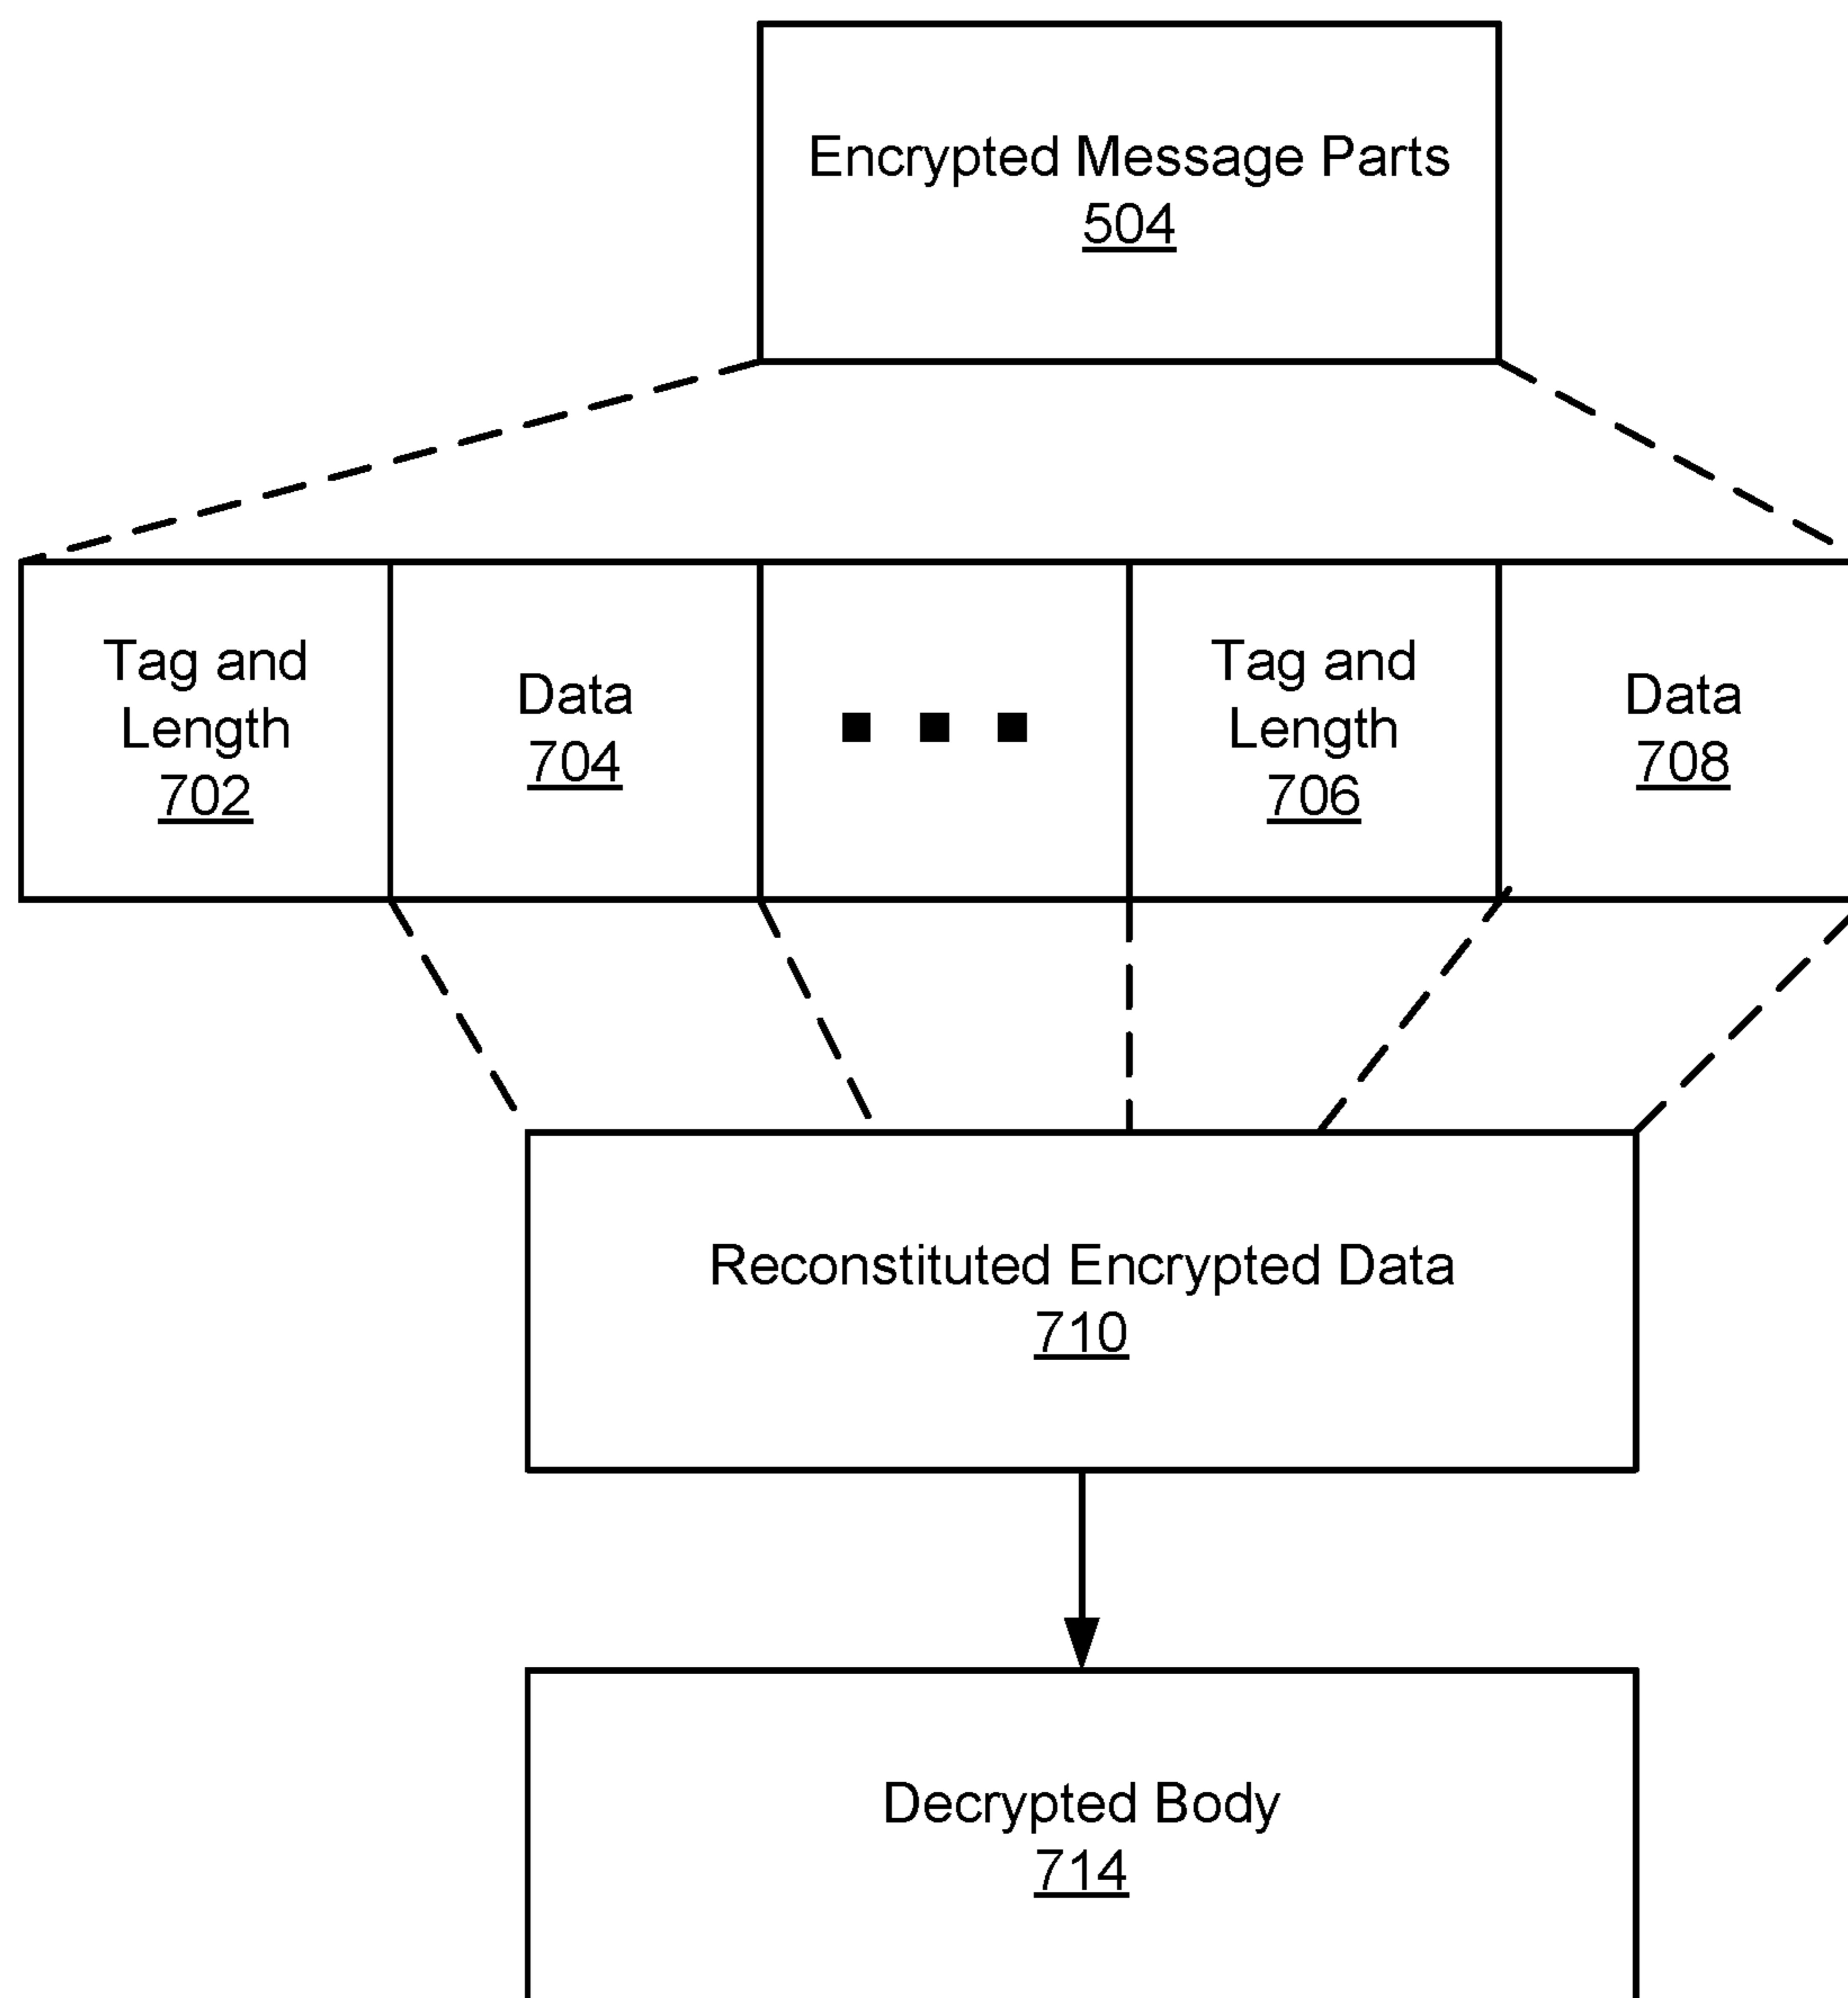 Encrypted Message Parts
504
Tag and
Length
702
Data
704
Tag and
Length
706
Data
708
Reconstituted Encrypted Data
710
Decrypted Body
714